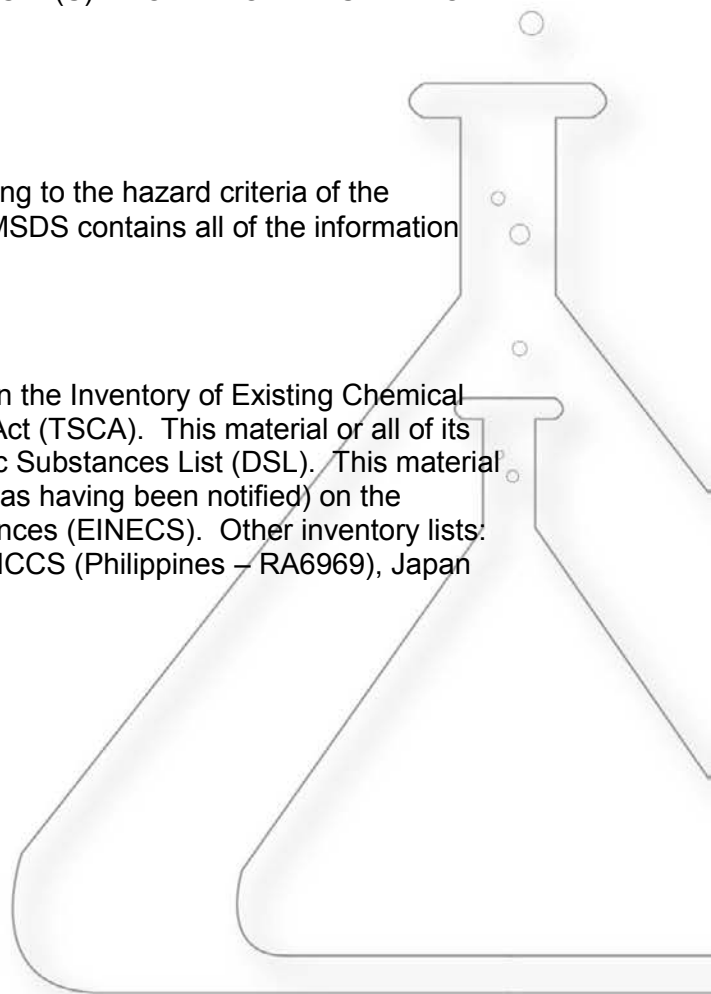 ing to the hazard criteria of the
MSDS contains all of the information
n the Inventory of Existing Chemical
Act (TSCA).  This material or all of its
c Substances List (DSL).  This material
as having been notified) on the
nces (EINECS).  Other inventory lists:
ICCS (Philippines – RA6969), Japan